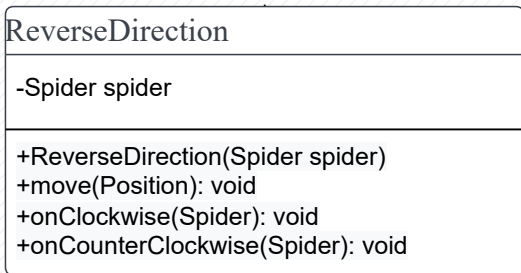 ReverseDirection
-Spider spider
+ReverseDirection(Spider spider)
+move(Position): void
+onClockwise(Spider): void
+onCounterClockwise(Spider): void